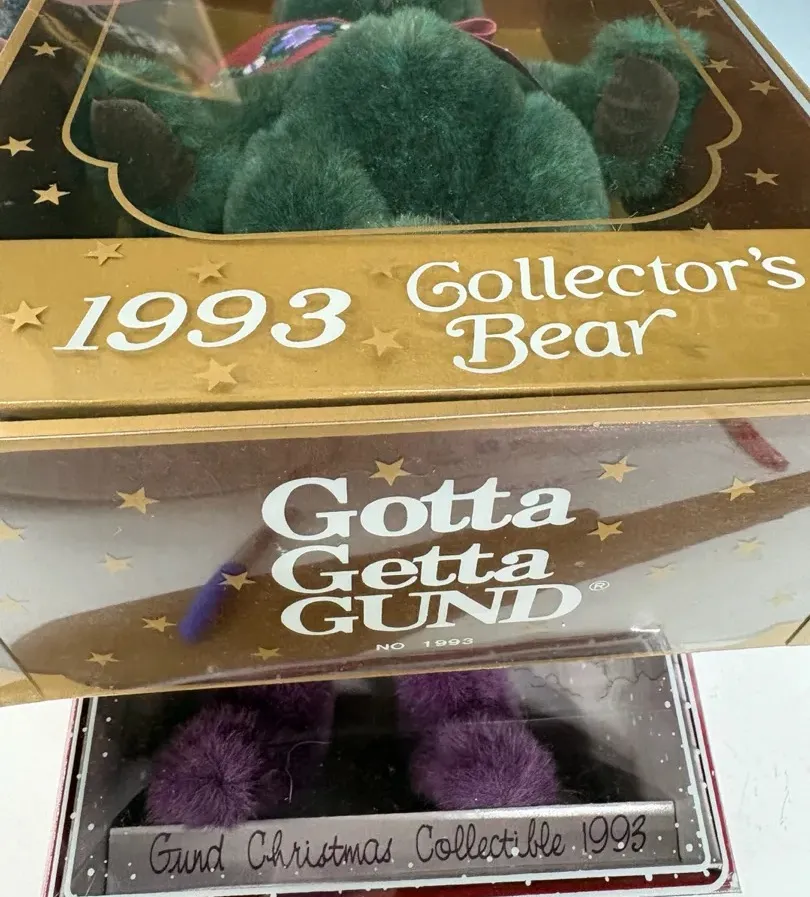 1993 Collector's
Bear
Gotta
Getta
GUND®
NO 1993
Gund Christmas Collectible 1993